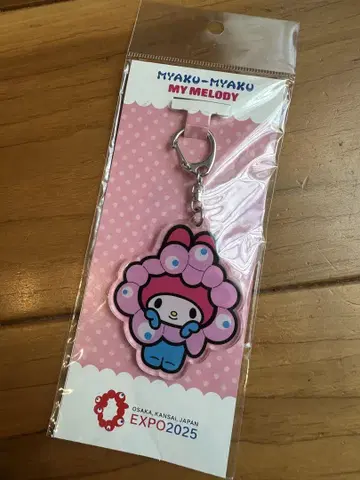 MYAKU-MYAKU
MY MELODY
OSAKA, KANSAI, JAPAN
EXPO2025